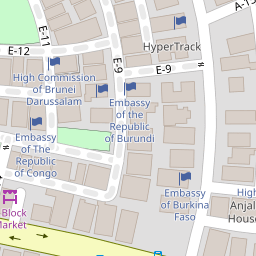 A-15
E-11
E-12
HyperTrack
E-9
E-9
High Commission
of Brunei
Darussalam
Embassy
of the
Republic
of Burundi
Embassy
of The
Republic
of Congo
Embassy
of Burkina
Faso
High
Anjal
House
Block
Market